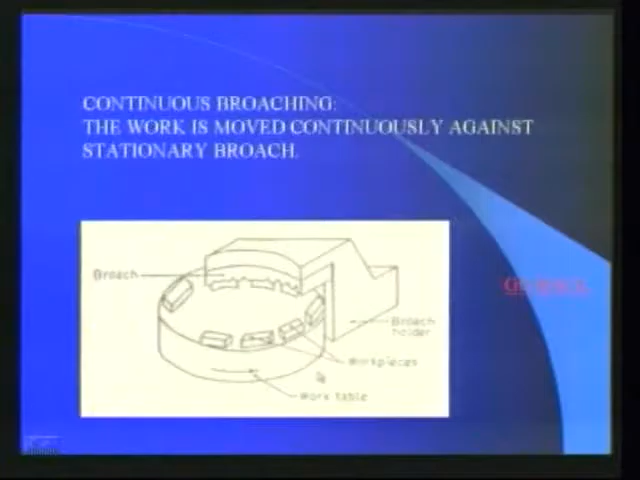 CONTINUOUS BROACHING:
THE WORK IS MOVED CONTINUOUSLY AGAINST
STATIONARY BROACH.
Broach
Broach
holder
Workpieces
Work table